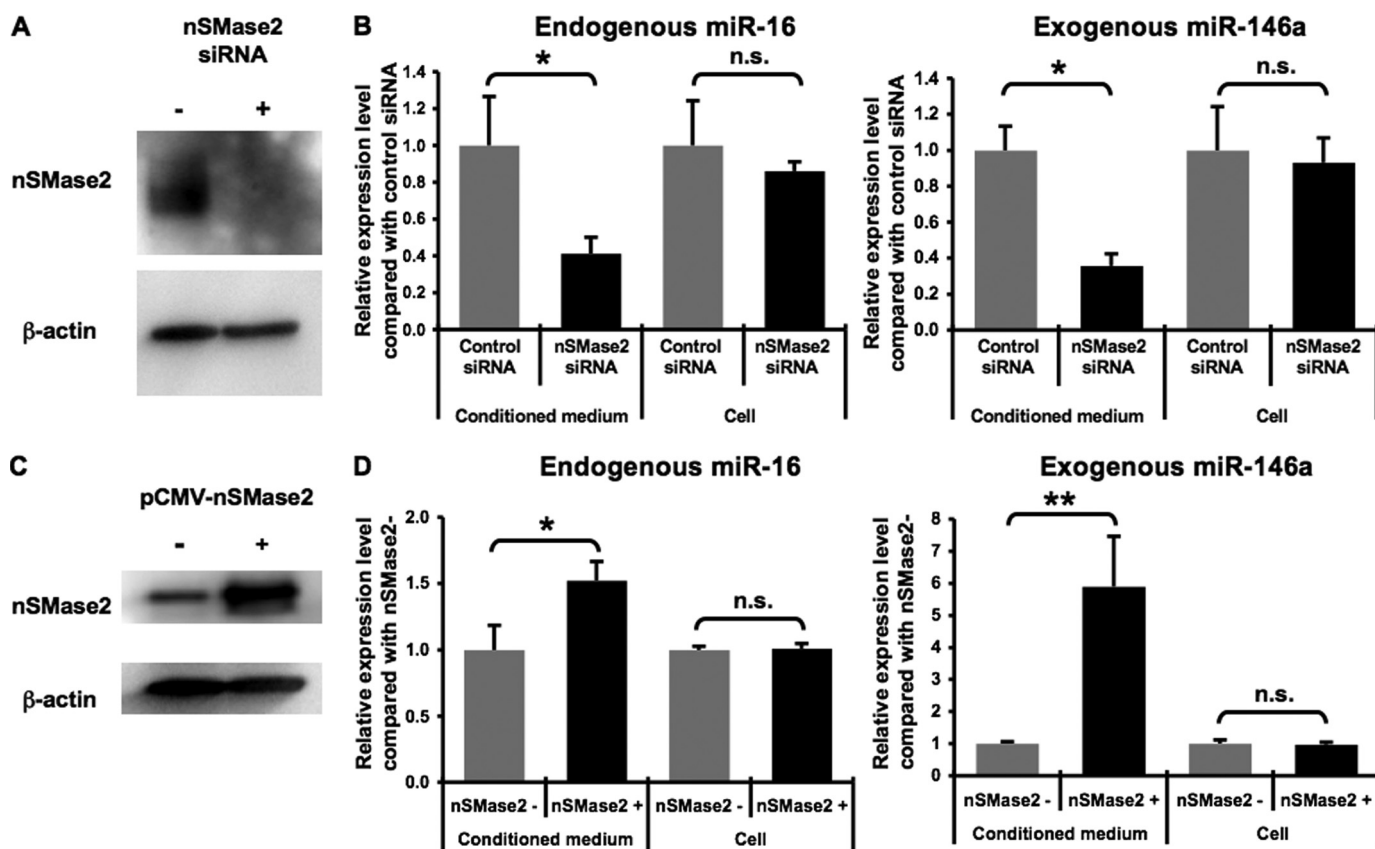 A
nSMase2
siRNA
- +
nSMase2
β-actin
B
Endogenous miR-16
Relative expression level
compared with control siRNA
1.4
1.2
1.0
0.8
0.6
0.4
0.2
0.0
*
n.s.
Control
siRNA
nSMase2
siRNA
Control
siRNA
nSMase2
siRNA
Conditioned medium
Cell
Exogenous miR-146a
Relative expression level
compared with control siRNA
1.4
1.2
1.0
0.8
0.6
0.4
0.2
0.0
*
n.s.
Control
siRNA
nSMase2
siRNA
Control
siRNA
nSMase2
siRNA
Conditioned medium
Cell
C
pCMV-nSMase2
- +
nSMase2
β-actin
D
Endogenous miR-16
Relative expression level
compared with nSMase2-
2.0
1.5
1.0
0.5
0.0
*
n.s.
nSMase2 -
nSMase2 +
nSMase2 -
nSMase2 +
Conditioned medium
Cell
Exogenous miR-146a
Relative expression level
compared with nSMase2-
8
7
6
5
4
3
2
1
0
**
n.s.
nSMase2 -
nSMase2 +
nSMase2 -
nSMase2 +
Conditioned medium
Cell